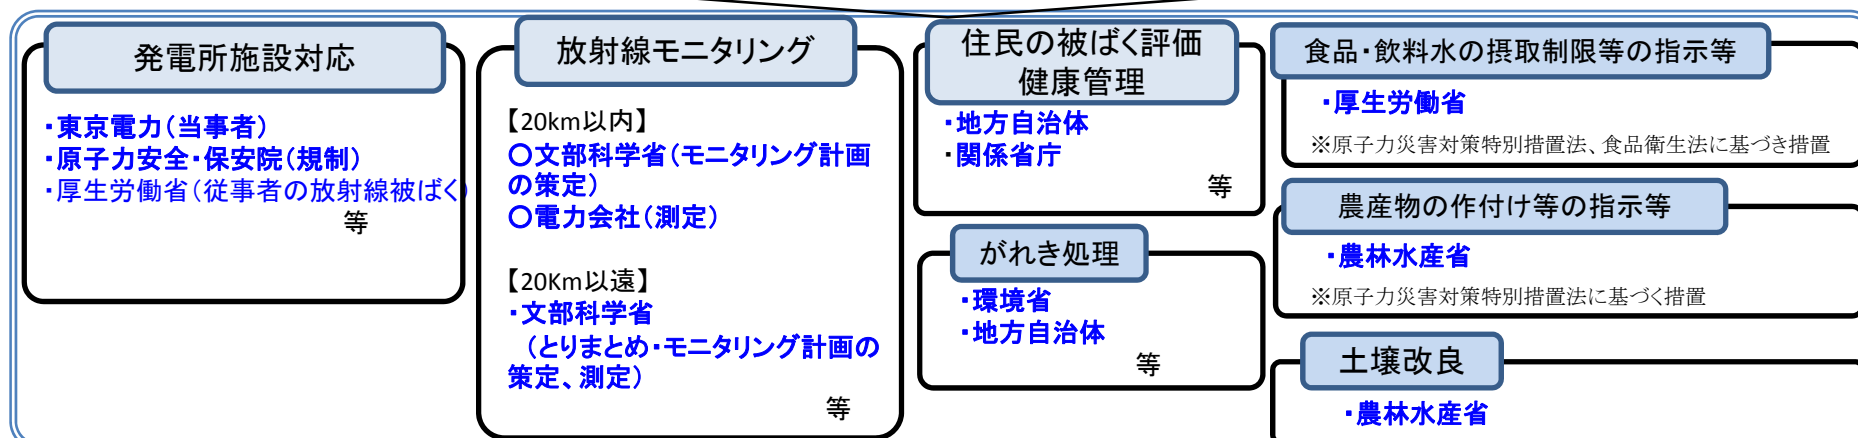 発電所施設対応
・東京電力(当事者)
・原子力安全・保安院(規制)
・厚生労働省(従事者の放射線被ばく)
等
放射線モニタリング
【20km以内】
○文部科学省(モニタリング計画
の策定)
○電力会社(測定)
【20Km以遠】
・文部科学省
(とりまとめ・モニタリング計画の
策定、測定)
等
住民の被ばく評価
健康管理
・地方自治体
・関係省庁
等
がれき処理
・環境省
・地方自治体
等
食品・飲料水の摂取制限等の指示等
・厚生労働省
※原子力災害対策特別措置法、食品衛生法に基づき措置
農産物の作付け等の指示等
・農林水産省
※原子力災害対策特別措置法に基づく措置
土壌改良
・農林水産省